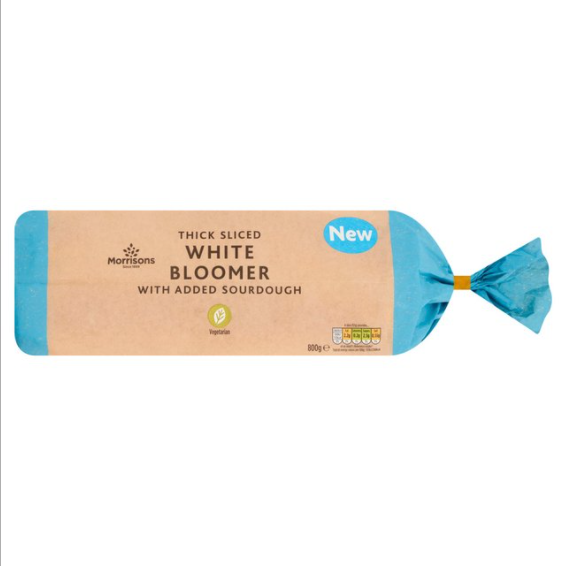 THICK SLICED
WHITE
BLOOMER
WITH ADDED SOURDOUGH
Morrisons
New
Vegetarian
800g ℮